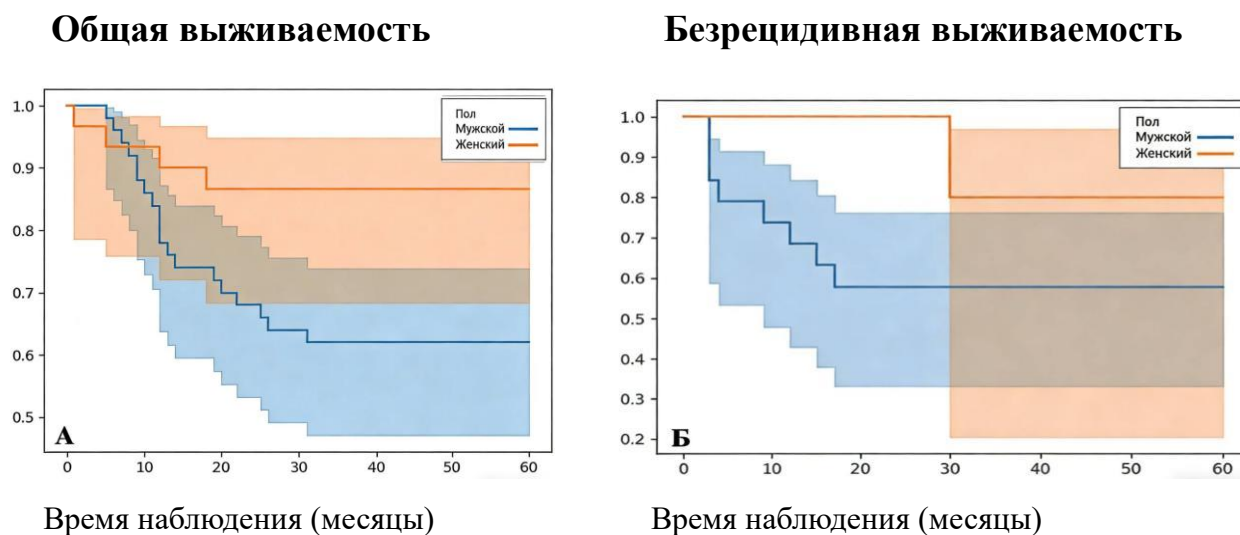 Общая выживаемость
Безрецидивная выживаемость
1.0
0.9
0.8
0.7
0.6
0.5
Пол
Мужской
Женский
А
0 10 20 30 40 50 60
Время наблюдения (месяцы)
1.0
0.9
0.8
0.7
0.6
0.5
0.4
0.3
0.2
Пол
Мужской
Женский
Б
0 10 20 30 40 50 60
Время наблюдения (месяцы)